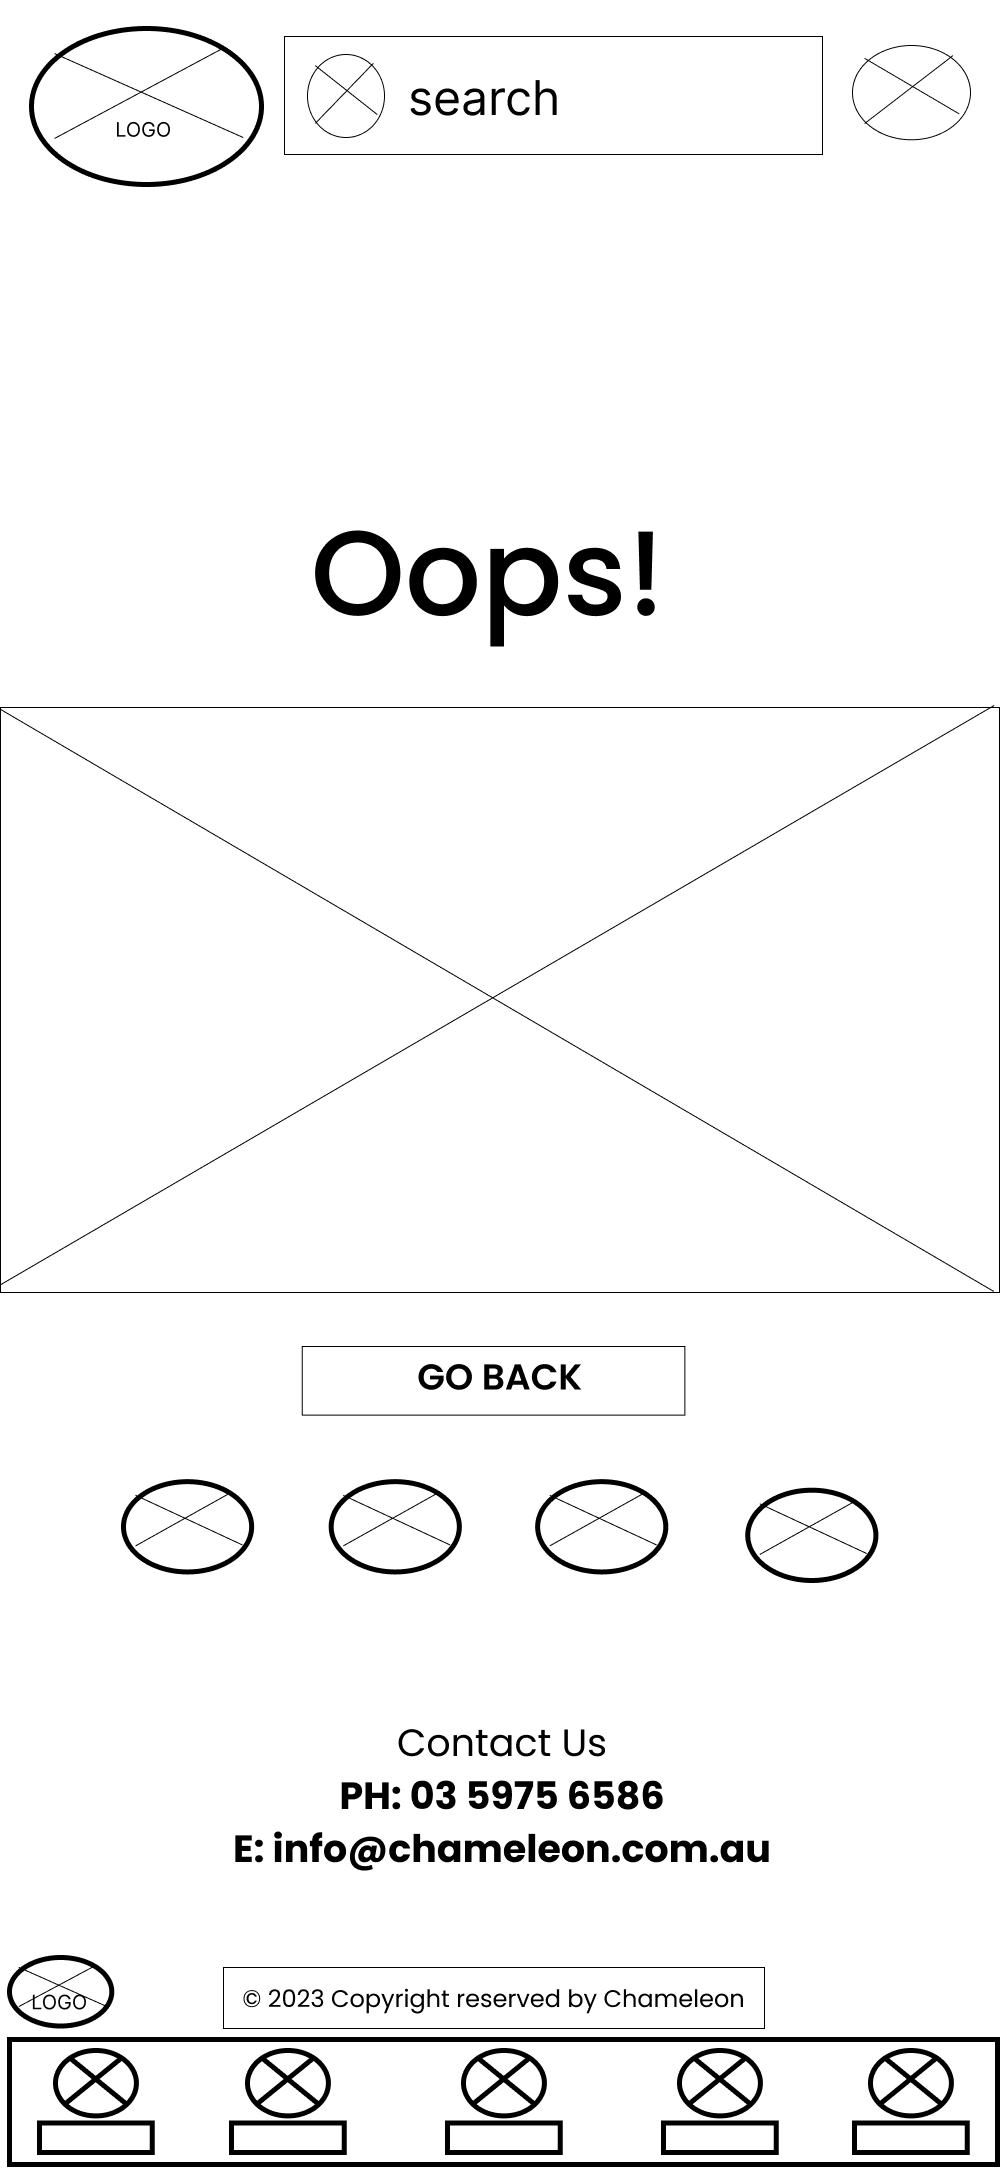 LOGO
search
Oops!
GO BACK
Contact Us
PH: 03 5975 6586
E: info@chameleon.com.au
LOGO
© 2023 Copyright reserved by Chameleon